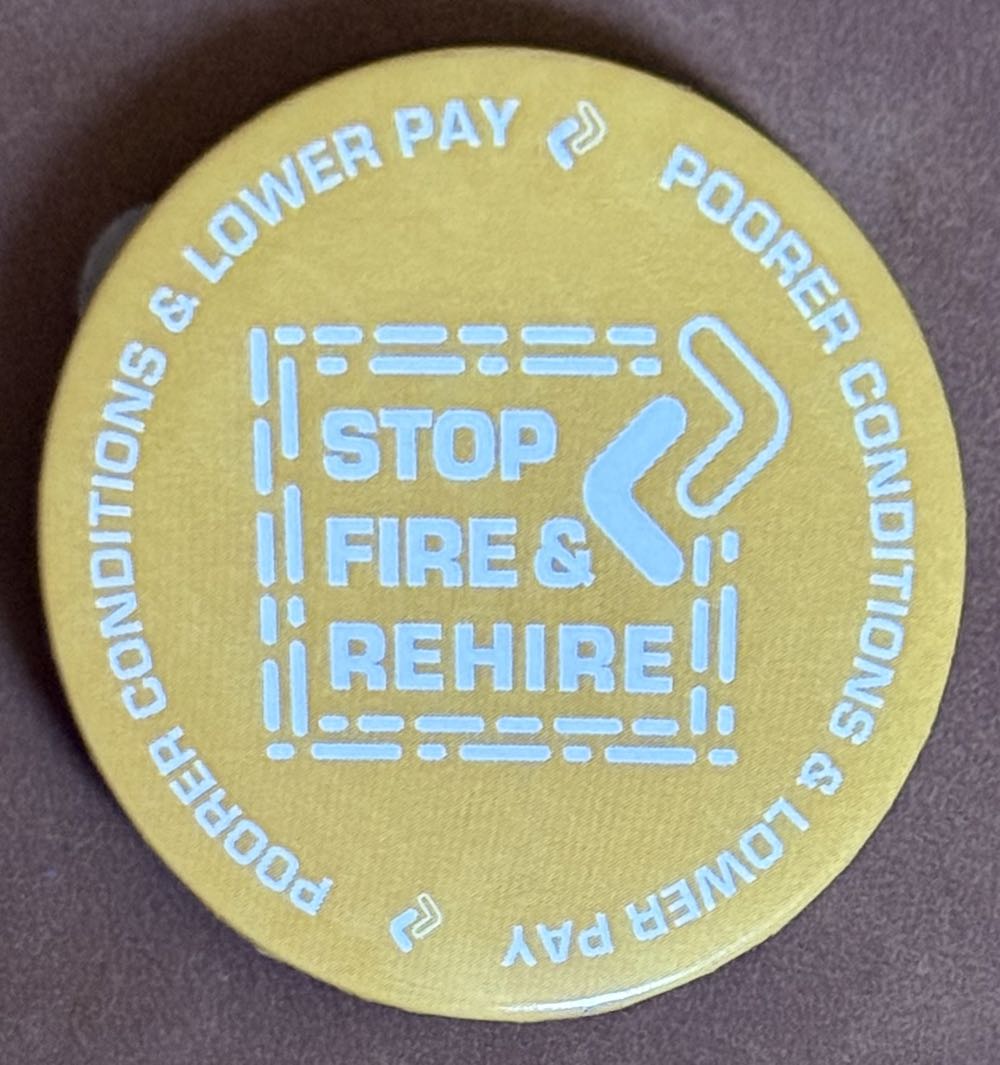 POORER CONDITIONS & LOWER PAY
POORER CONDITIONS & LOWER PAY
STOP
FIRE &
REHIRE